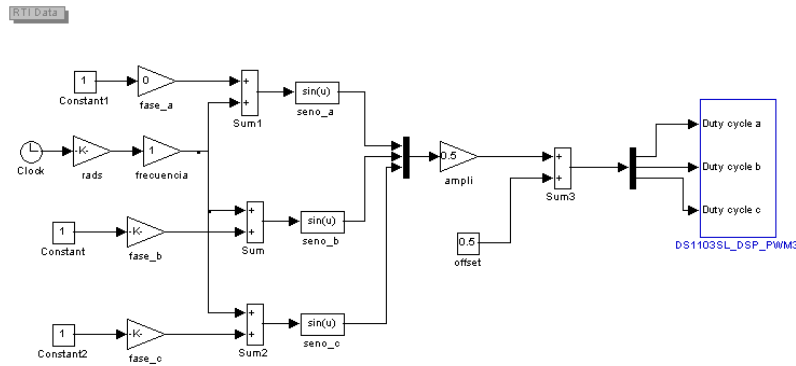 RTI Data
1
Constant1
0
fase_a
+
+
Sum1
sin(u)
seno_a
Clock
-K-
rads
1
frecuencia
1
Constant
-K-
fase_b
+
+
Sum
sin(u)
seno_b
1
Constant2
-K-
fase_c
+
+
Sum2
sin(u)
seno_c
0.5
ampli
0.5
offset
+
+
Sum3
Duty cycle a
Duty cycle b
Duty cycle c
DS1103SL_DSP_PWM3